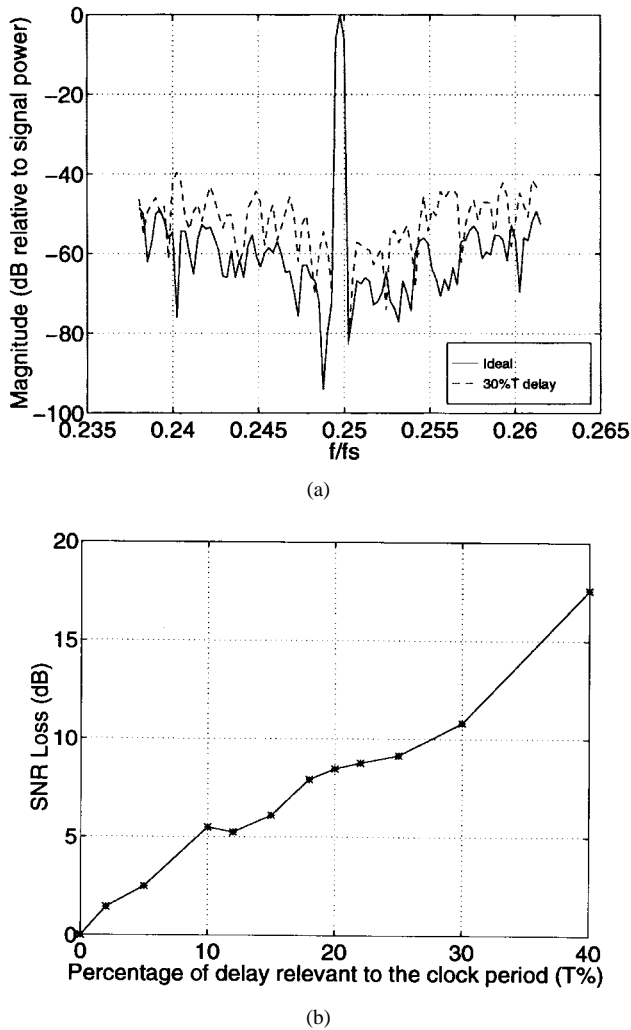 Magnitude (dB relative to signal power)
0
−20
−40
−60
−80
−100
0.235
0.24
0.245
0.25
0.255
0.26
0.265
f/fs
Ideal
30%T delay
(a)
SNR Loss (dB)
20
15
10
5
0
0
10
20
30
40
Percentage of delay relevant to the clock period (T%)
(b)